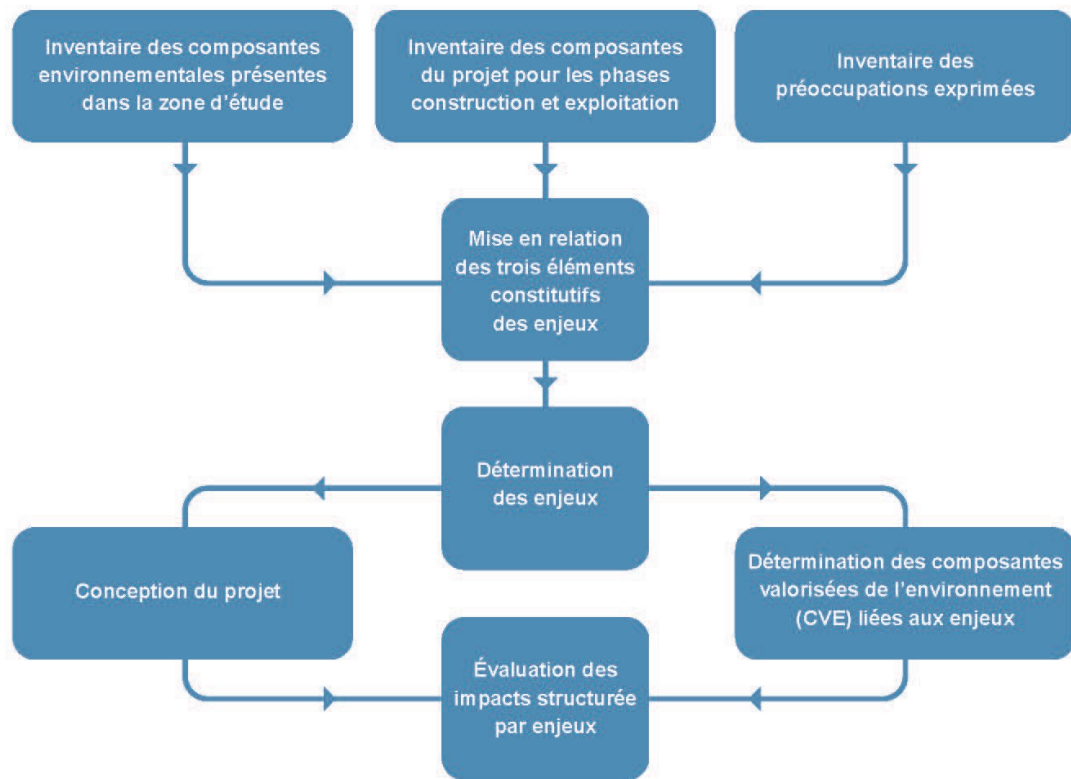 Inventaire des composantes
environnementales présentes
dans la zone d'étude
Inventaire des composantes
du projet pour les phases
construction et exploitation
Inventaire des
préoccupations exprimées
Mise en relation
des trois éléments
constitutifs
des enjeux
Détermination
des enjeux
Conception du projet
Détermination des composantes
valorisées de l'environnement
(CVE) liées aux enjeux
Évaluation des
impacts structurée
par enjeux